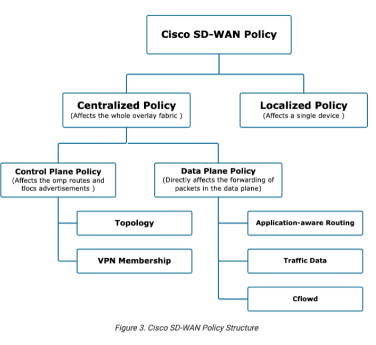 Cisco SD-WAN Policy
Centralized Policy
(Affects the whole overlay fabric )
Localized Policy
(Affects a single device )
Control Plane Policy
(Affects the omp routes and
tlocs advertisements )
Data Plane Policy
(Directly affects the forwarding of
packets in the data plane)
Topology
Application-aware Routing
VPN Membership
Traffic Data
Cflowd
Figure 3. Cisco SD-WAN Policy Structure